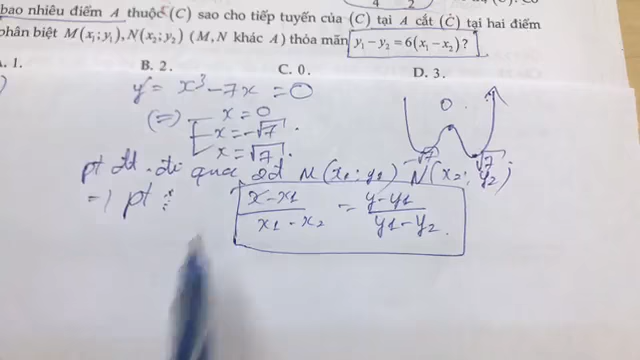 4 2
bao nhiêu điểm A thuộc (C) sao cho tiếp tuyến của (C) tại A cắt (C) tại hai điểm
phân biệt M(x₁;y₁),N(x₂;y₂) (M,N khác A) thỏa mãn y₁−y₂=6(x₁−x₂)?
A. 1. B. 2. C. 0. D. 3.
y' = x³ − 7x = 0
(=) x = 0
x = −√7.
x = √7.
0
−√7 √7
pt đt đi qua 2đ M(x₁;y₁) N(x₂;y₂)
=) pt :
x−x1 / x1−x2 = y−y1 / y1−y2.